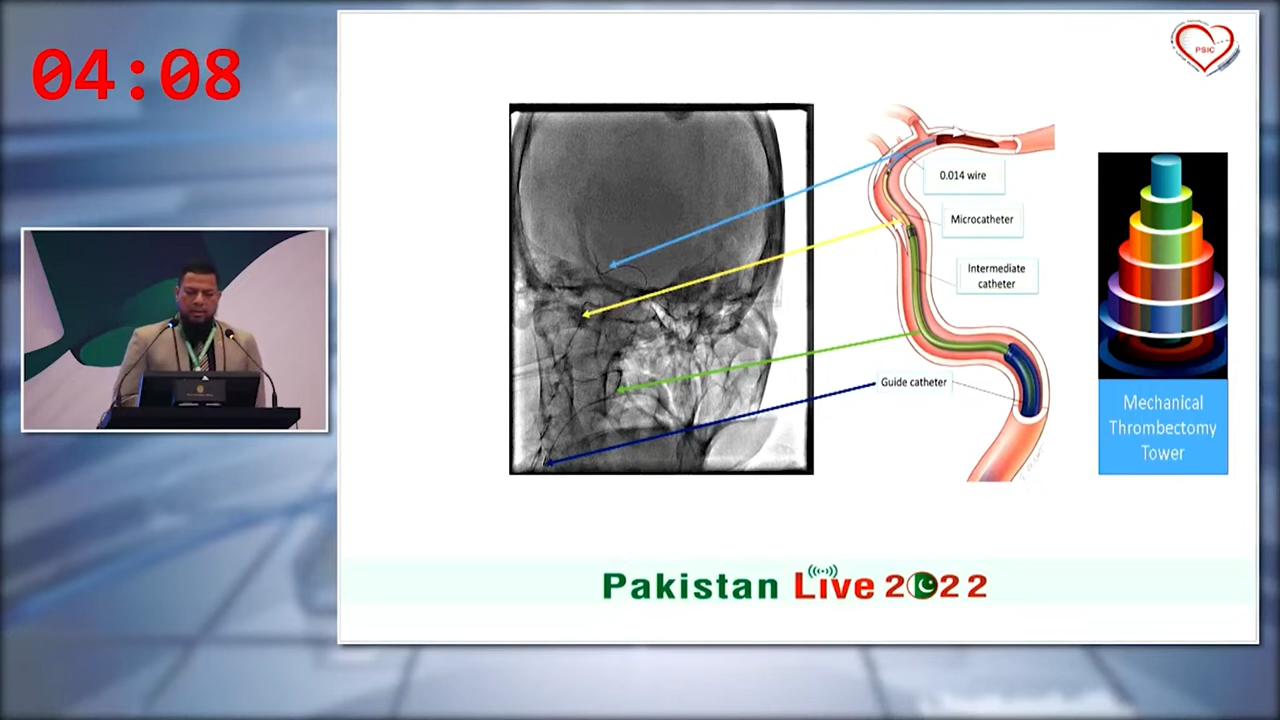 04:08
PSIC
0.014 wire
Microcatheter
Intermediate
catheter
Guide catheter
Mechanical
Thrombectomy
Tower
Pakistan Live 2022